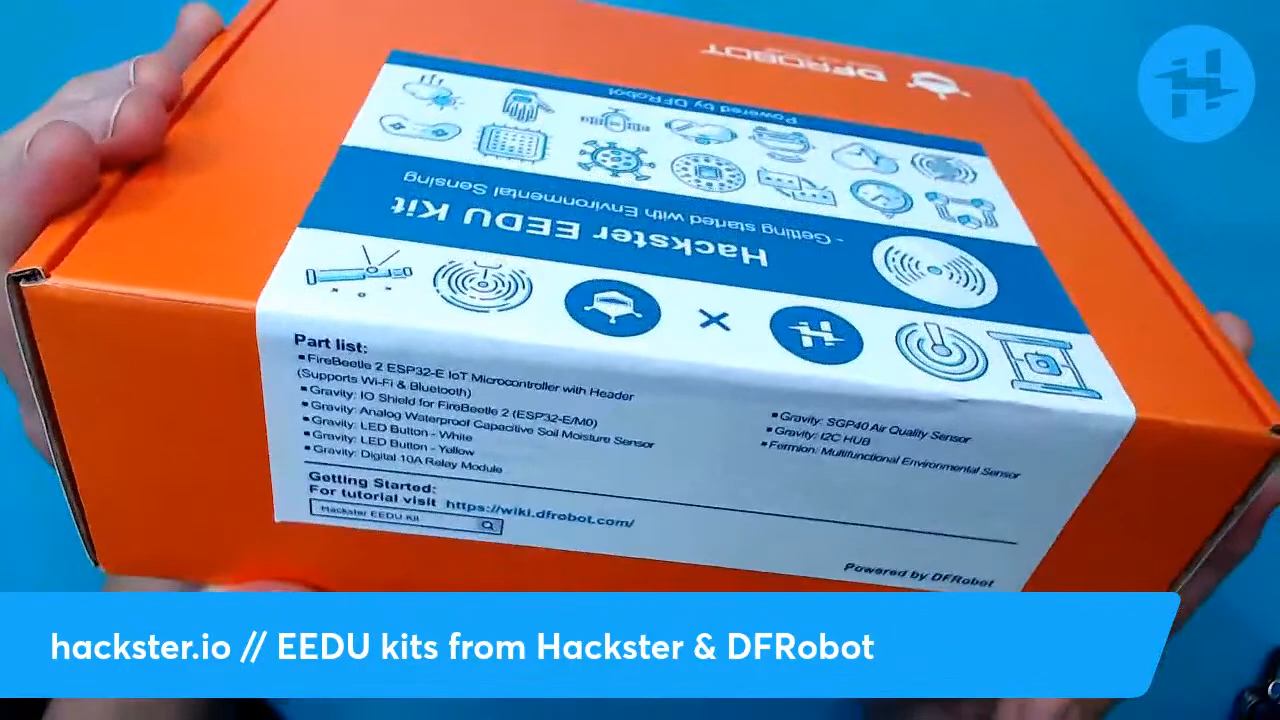 DFROBOT
Powered by DFRobot
Hackster EEDU Kit
- Getting started with Environmental Sensing
Part list:
▪ FireBeetle 2 ESP32-E IoT Microcontroller with Header
(Supports Wi-Fi & Bluetooth)
▪ Gravity: IO Shield for FireBeetle 2 (ESP32-E/M0)
▪ Gravity: Analog Waterproof Capacitive Soil Moisture Sensor
▪ Gravity: LED Button - White
▪ Gravity: LED Button - Yellow
▪ Gravity: Digital 10A Relay Module
▪ Gravity: SGP40 Air Quality Sensor
▪ Gravity: I2C HUB
▪ Fermion: Multifunctional Environmental Sensor
Getting Started:
For tutorial visit https://wiki.dfrobot.com/
Hackster EEDU Kit
Powered by DFRobot
hackster.io // EEDU kits from Hackster & DFRobot